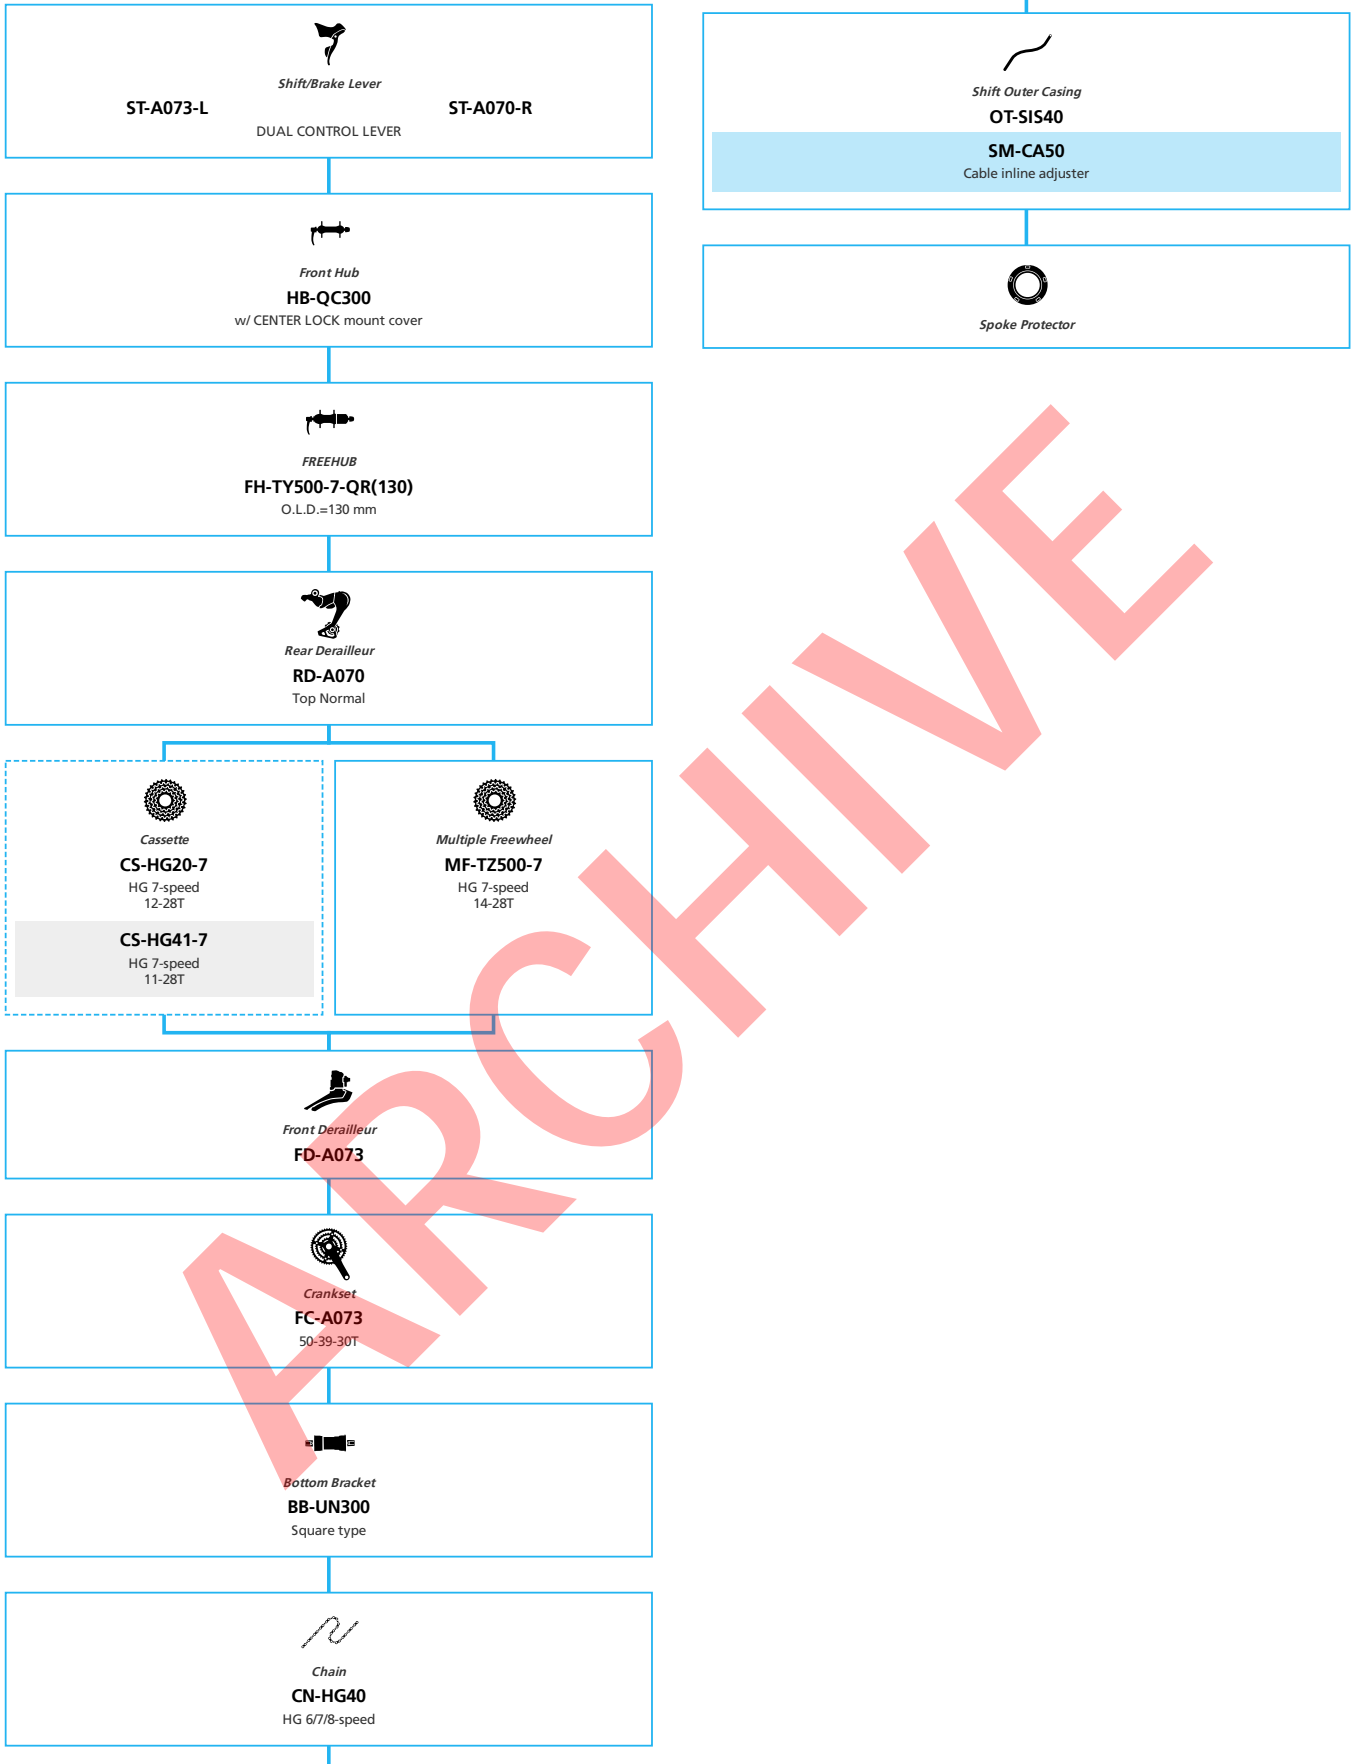 Shift/Brake Lever
ST-A073-L ST-A070-R
DUAL CONTROL LEVER
Front Hub
HB-QC300
w/ CENTER LOCK mount cover
FREEHUB
FH-TY500-7-QR(130)
O.L.D.=130 mm
Rear Derailleur
RD-A070
Top Normal
Cassette
CS-HG20-7
HG 7-speed
12-28T
CS-HG41-7
HG 7-speed
11-28T
Multiple Freewheel
MF-TZ500-7
HG 7-speed
14-28T
Front Derailleur
FD-A073
Crankset
FC-A073
50-39-30T
Bottom Bracket
BB-UN300
Square type
Chain
CN-HG40
HG 6/7/8-speed
Shift Outer Casing
OT-SIS40
SM-CA50
Cable inline adjuster
Spoke Protector
ARCHIVE